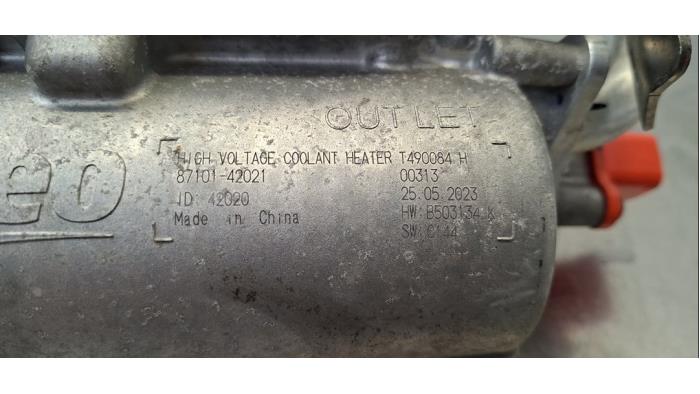 OUTLET
HIGH VOLTAGE COOLANT HEATER T490084 H
87101-42021 00313
ID: 42020 25.05.2023
Made in China HW: B503134.K
SW: C144
eo